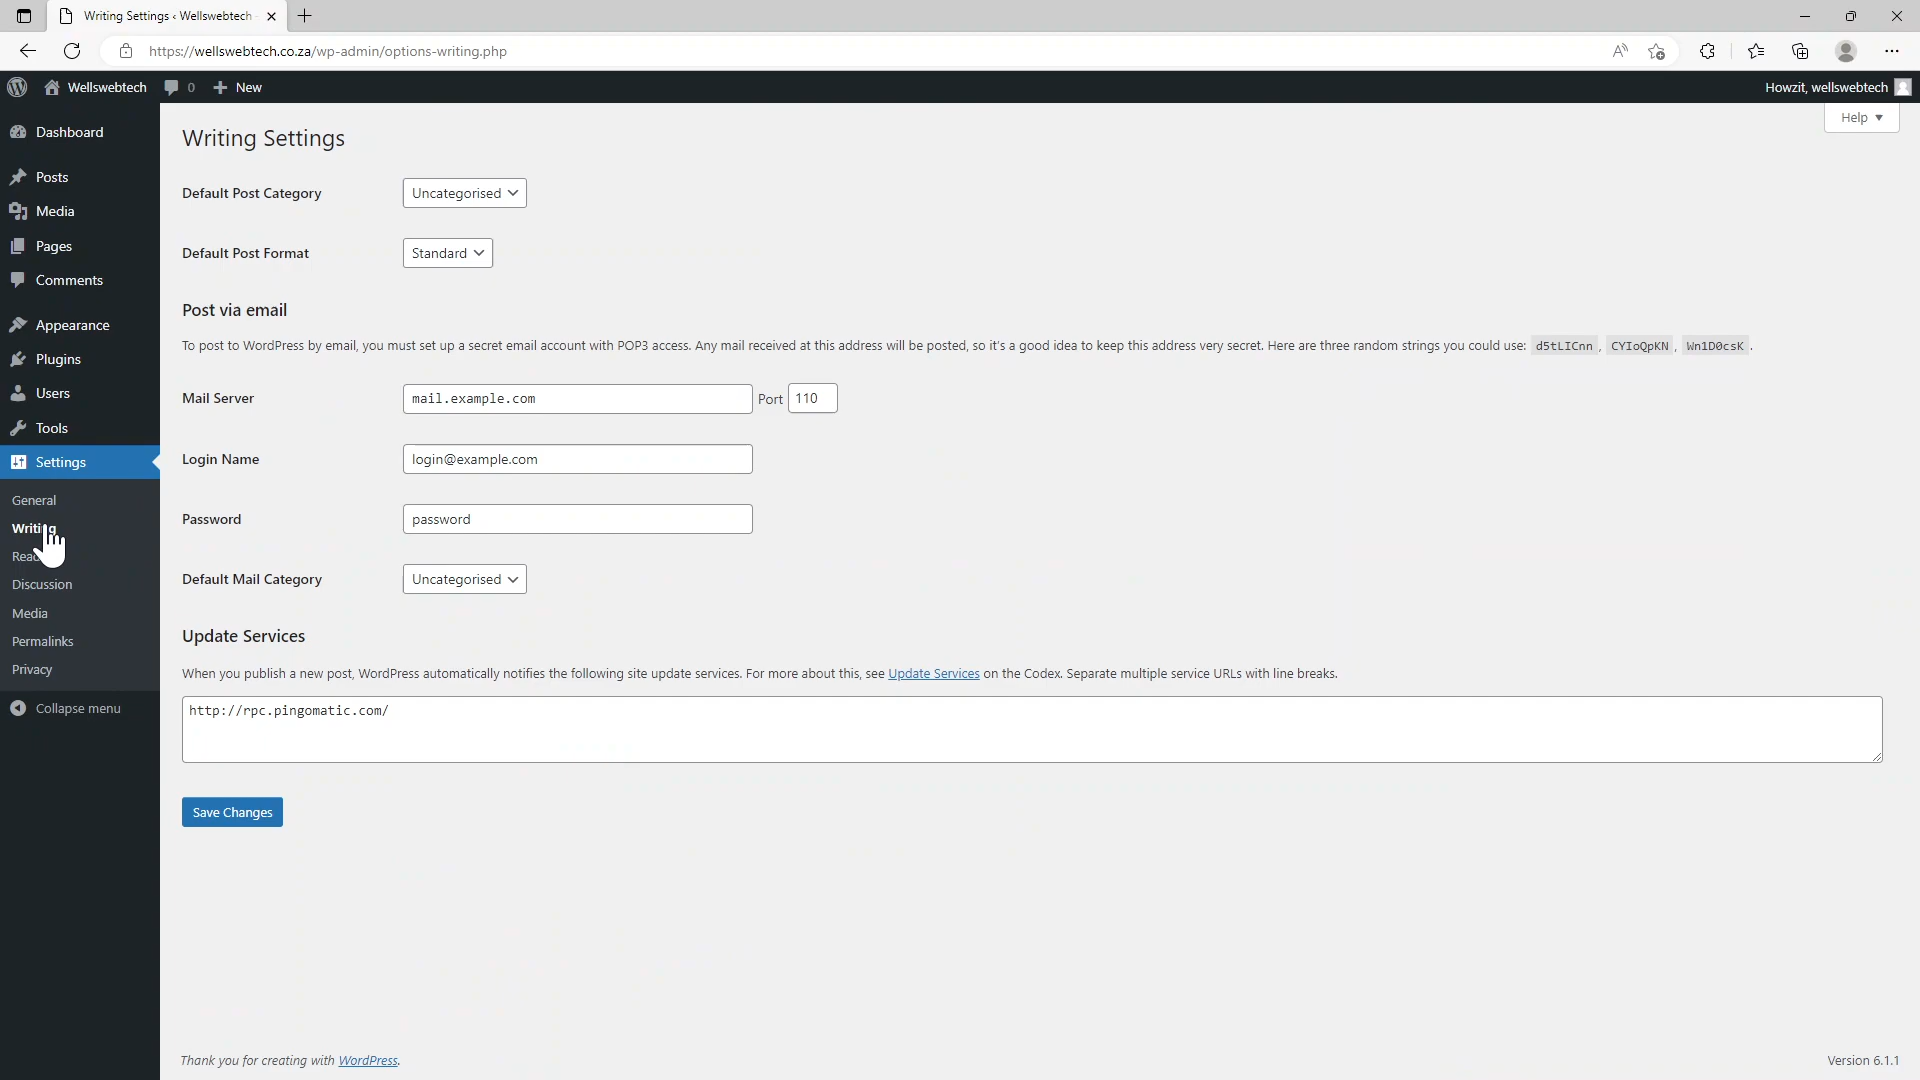 Writing Settings ‹ Wellswebtech
https://wellswebtech.co.za/wp-admin/options-writing.php
Wellswebtech 0 New Howzit, wellswebtech
Help
Dashboard
Posts
Media
Pages
Comments
Appearance
Plugins
Users
Tools
Settings
General
Writing
Discussion
Media
Permalinks
Privacy
Collapse menu
Writing Settings
Default Post Category Uncategorised
Default Post Format Standard
Post via email
To post to WordPress by email, you must set up a secret email account with POP3 access. Any mail received at this address will be posted, so it's a good idea to keep this address very secret. Here are three random strings you could use: d5tLICnn , CYIoQpKN , Wn1D0csK .
Mail Server mail.example.com Port 110
Login Name login@example.com
Password password
Default Mail Category Uncategorised
Update Services
When you publish a new post, WordPress automatically notifies the following site update services. For more about this, see Update Services on the Codex. Separate multiple service URLs with line breaks.
http://rpc.pingomatic.com/
Save Changes
Thank you for creating with WordPress. Version 6.1.1